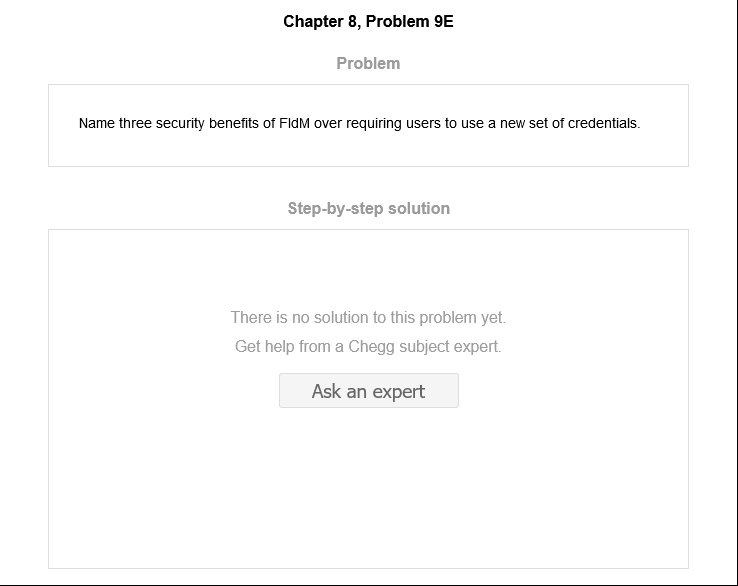 Chapter 8, Problem 9E
Problem
Name three security benefits of FIdM over requiring users to use a new set of credentials.
Step-by-step solution
There is no solution to this problem yet.
Get help from a Chegg subject expert.
Ask an expert